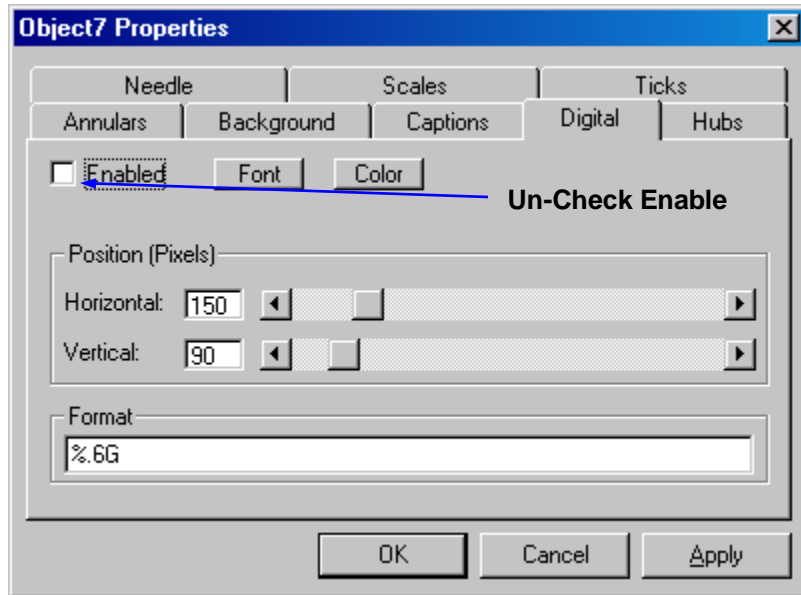 Object7 Properties
Needle Scales Ticks
Annulars Background Captions Digital Hubs
Enabled Font Color
Un-Check Enable
Position (Pixels)
Horizontal: 150
Vertical: 90
Format
%.6G
OK Cancel Apply